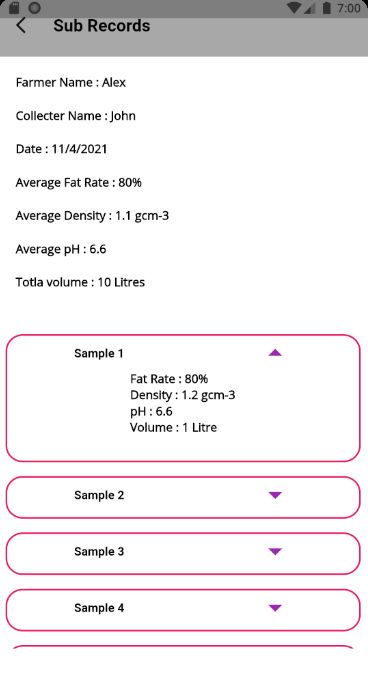 7:00
Sub Records
Farmer Name : Alex
Collecter Name : John
Date : 11/4/2021
Average Fat Rate : 80%
Average Density : 1.1 gcm-3
Average pH : 6.6
Totla volume : 10 Litres
Sample 1
Fat Rate : 80%
Density : 1.2 gcm-3
pH : 6.6
Volume : 1 Litre
Sample 2
Sample 3
Sample 4